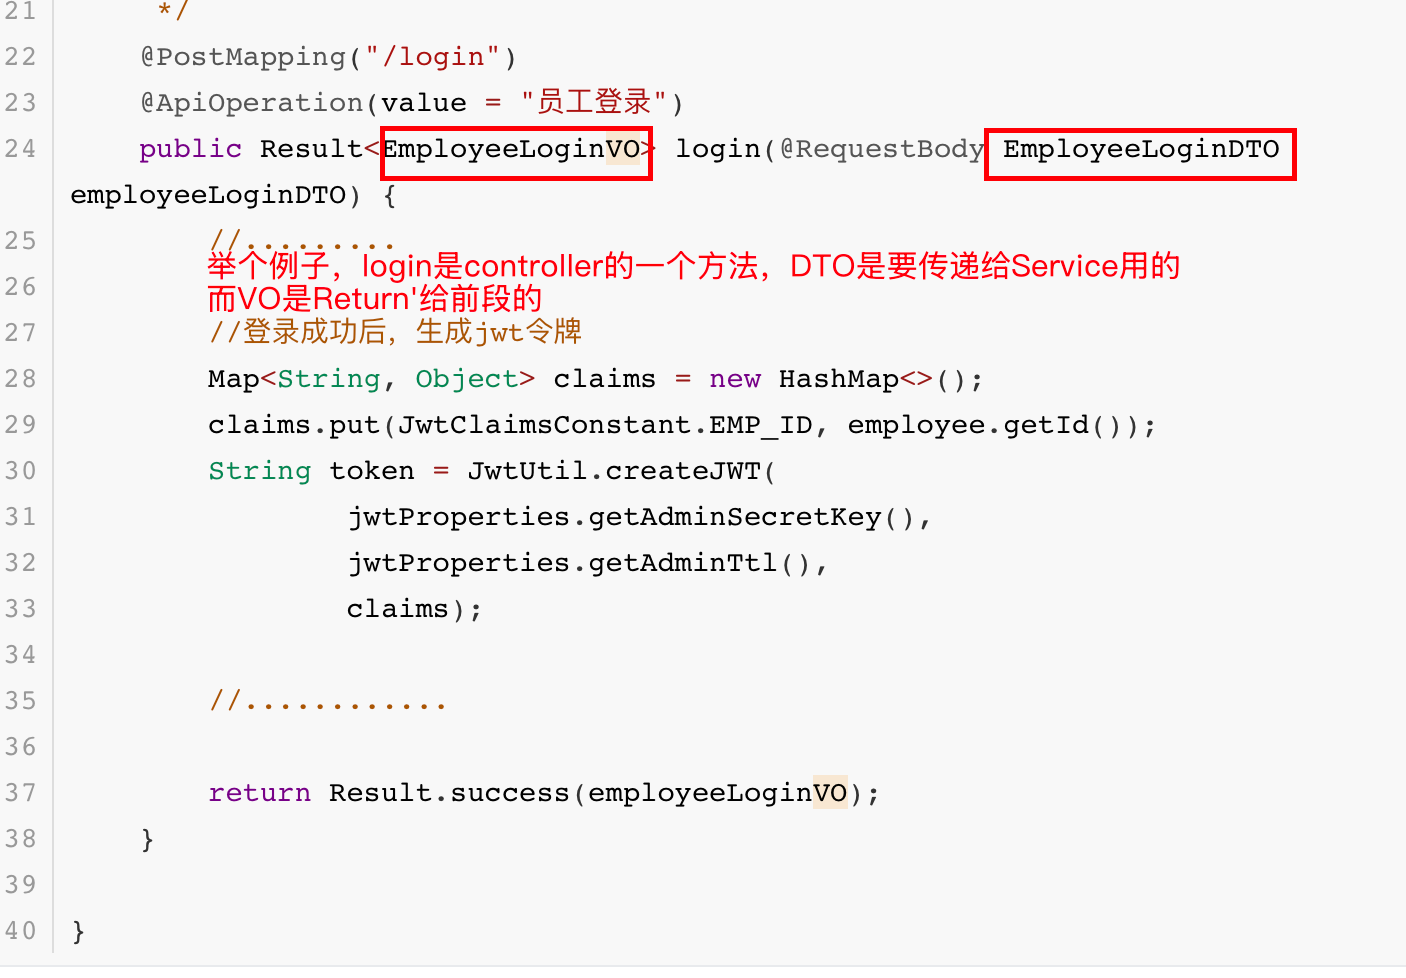 21 */
22 @PostMapping("/login")
23 @ApiOperation(value = "员工登录")
24 public Result<EmployeeLoginVO> login(@RequestBody EmployeeLoginDTO
employeeLoginDTO) {
25 //.........
举个例子，login是controller的一个方法，DTO是要传递给Service用的
26
而VO是Return'给前段的
27 //登录成功后，生成jwt令牌
28 Map<String, Object> claims = new HashMap<>();
29 claims.put(JwtClaimsConstant.EMP_ID, employee.getId());
30 String token = JwtUtil.createJWT(
31 jwtProperties.getAdminSecretKey(),
32 jwtProperties.getAdminTtl(),
33 claims);
34
35 //............
36
37 return Result.success(employeeLoginVO);
38 }
39
40 }